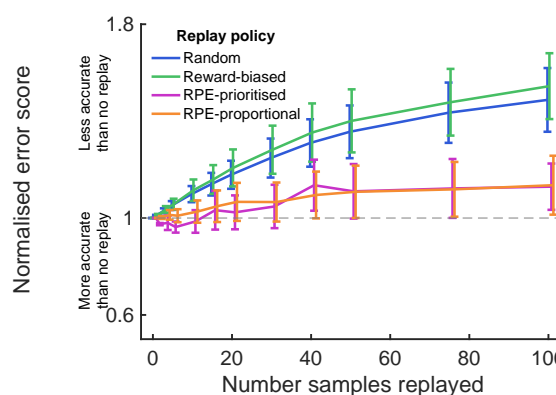 1.8
Replay policy
Random
Reward-biased
RPE-prioritised
RPE-proportional
Normalised error score
Less accurate
than no replay
1
More accurate
than no replay
0.6
0
20
40
60
80
100
Number samples replayed